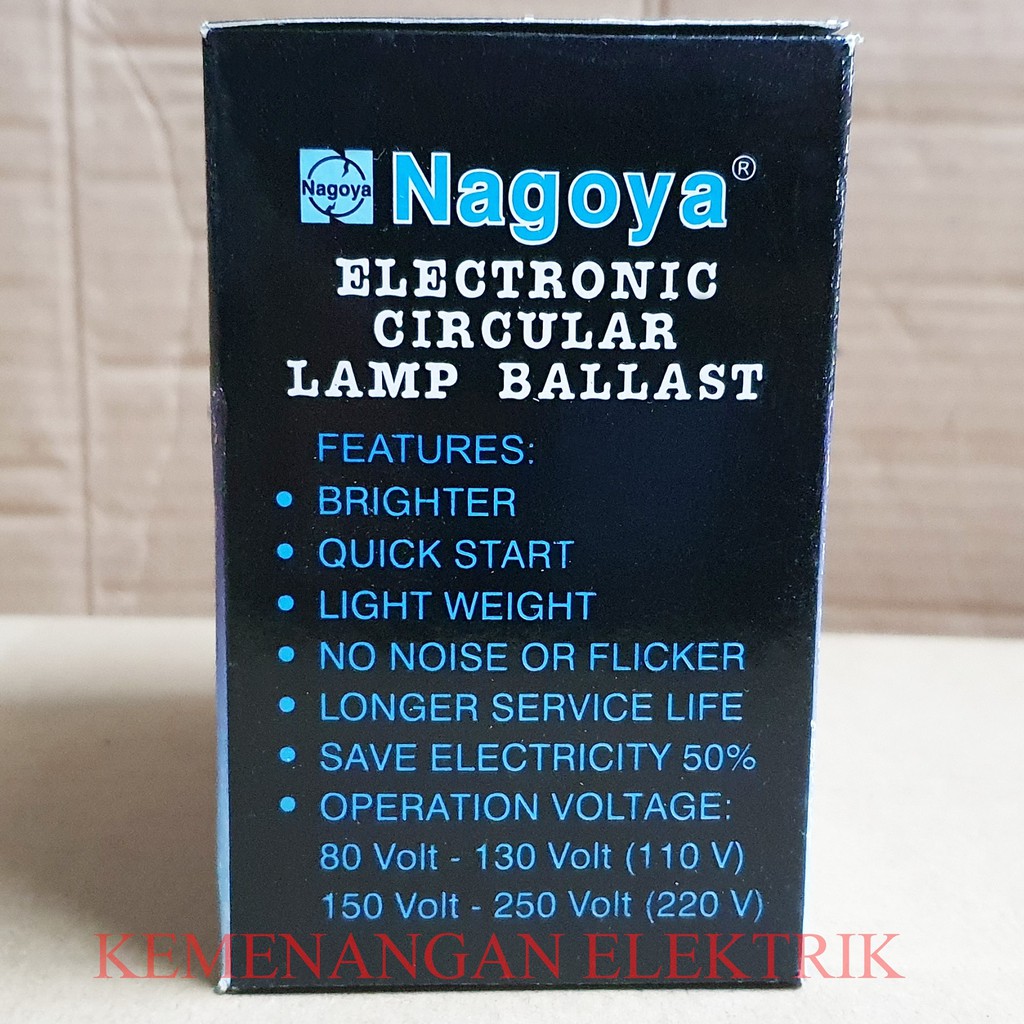 Nagoya Nagoya®
ELECTRONIC
CIRCULAR
LAMP BALLAST
FEATURES:
• BRIGHTER
• QUICK START
• LIGHT WEIGHT
• NO NOISE OR FLICKER
• LONGER SERVICE LIFE
• SAVE ELECTRICITY 50%
• OPERATION VOLTAGE:
80 Volt - 130 Volt (110 V)
150 Volt - 250 Volt (220 V)
KEMENANGAN ELEKTRIK